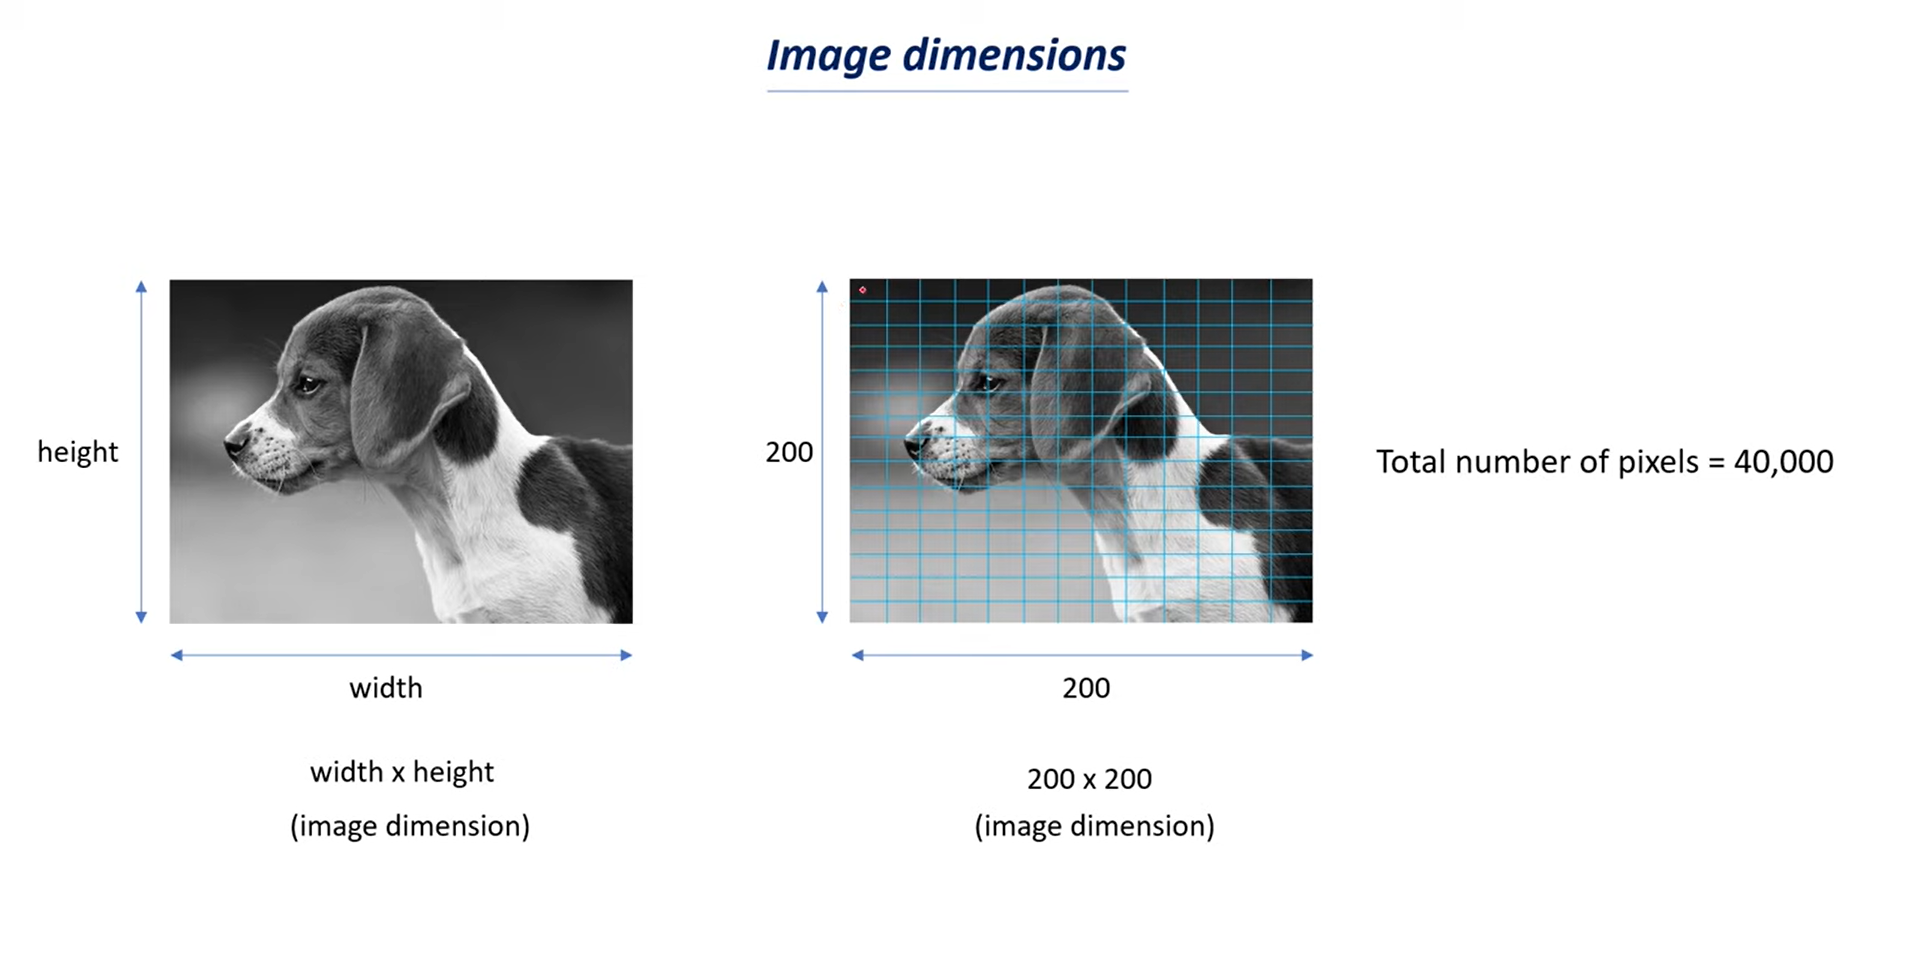 Image dimensions
height
width
width x height
(image dimension)
200
200
200 x 200
(image dimension)
Total number of pixels = 40,000